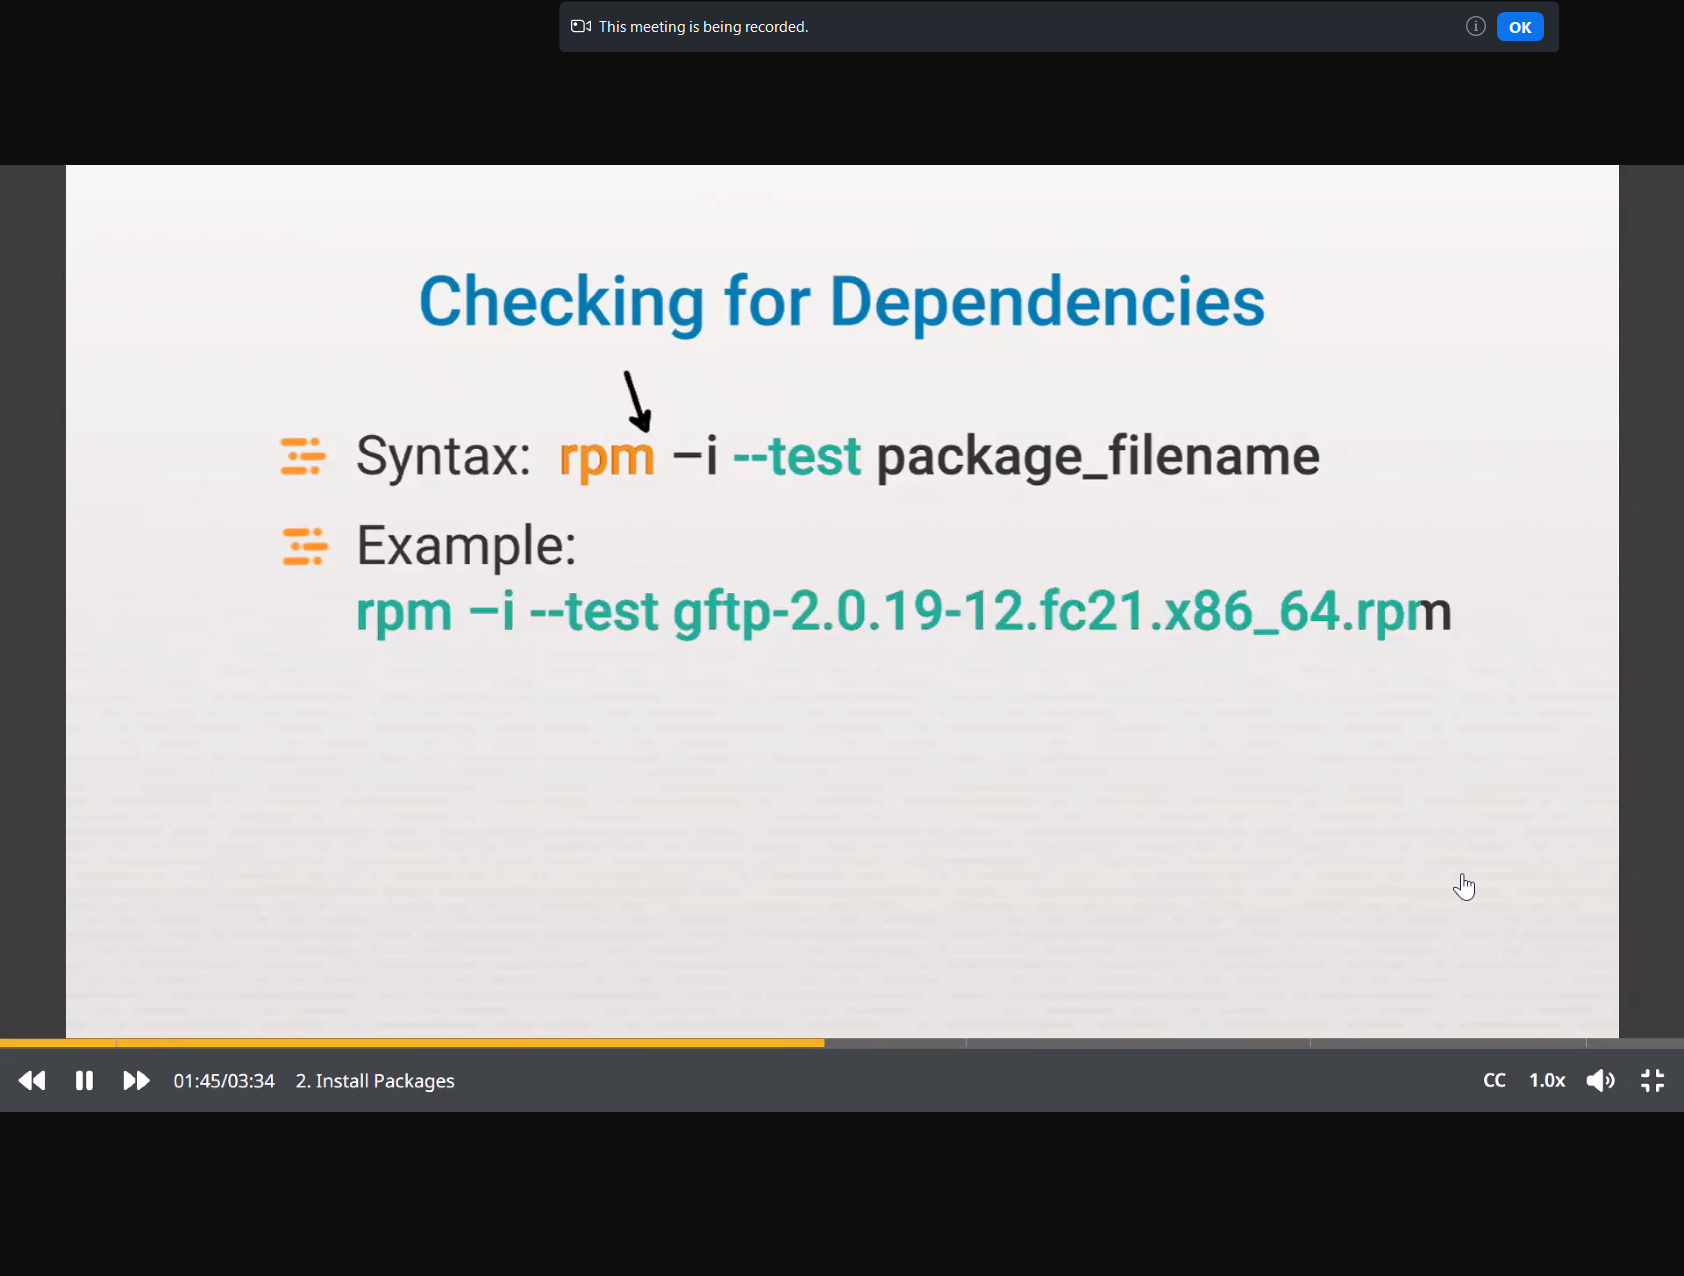 This meeting is being recorded.
OK
Checking for Dependencies
Syntax: rpm –i --test package_filename
Example:
rpm –i --test gftp-2.0.19-12.fc21.x86_64.rpm
01:45/03:34 2. Install Packages
CC 1.0x